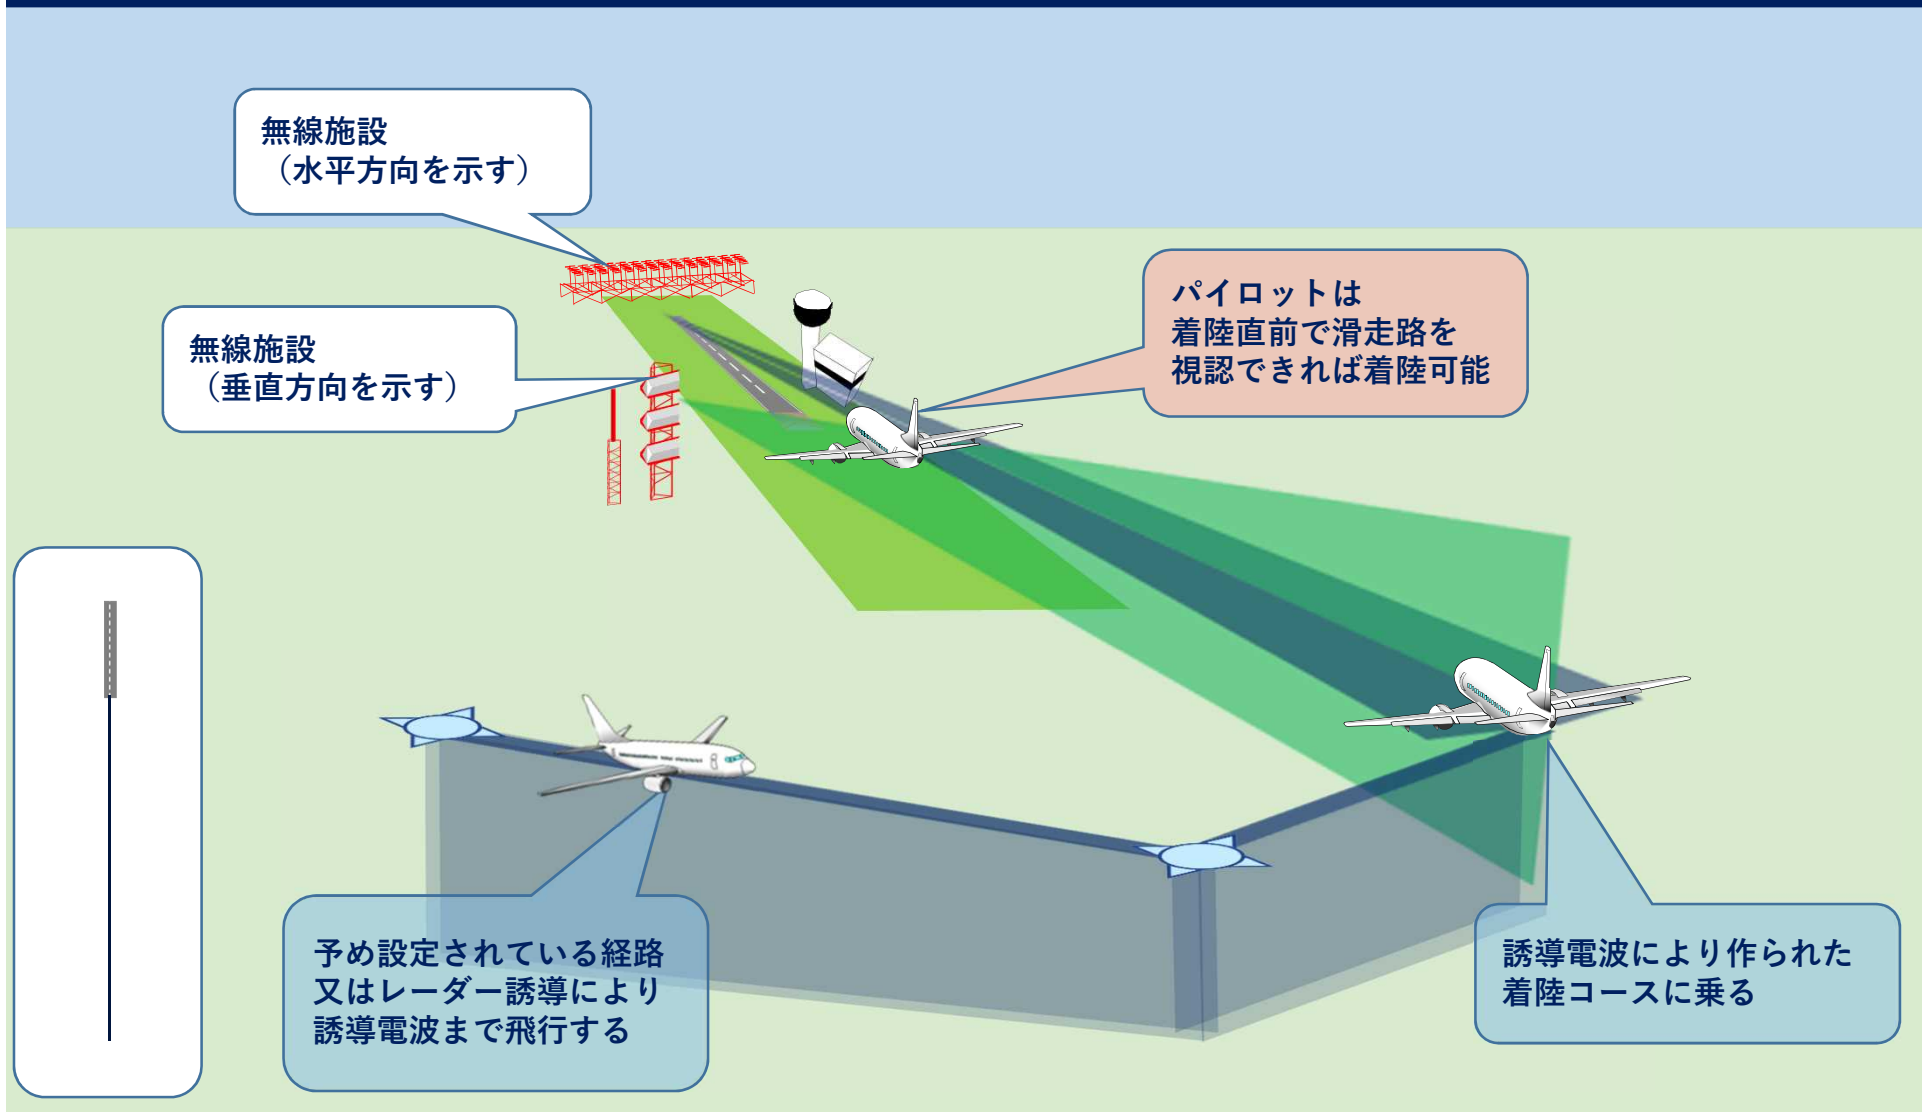 無線施設
（水平方向を示す）
無線施設
（垂直方向を示す）
パイロットは
着陸直前で滑走路を
視認できれば着陸可能
予め設定されている経路
又はレーダー誘導により
誘導電波まで飛行する
誘導電波により作られた
着陸コースに乗る